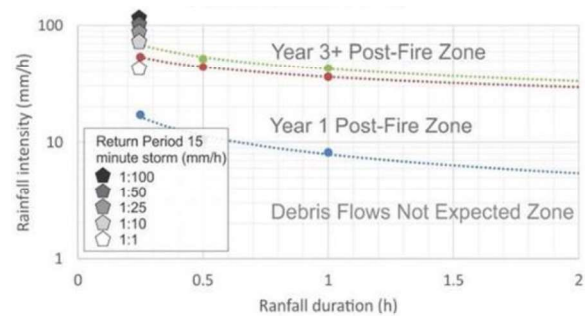 100
10
1
Rainfall intensity (mm/h)
Year 3+ Post-Fire Zone
Year 1 Post-Fire Zone
Debris Flows Not Expected Zone
Return Period 15
minute storm (mm/h)
1:100
1:50
1:25
1:10
1:1
0
0.5
1
1.5
2
Ranfall duration (h)